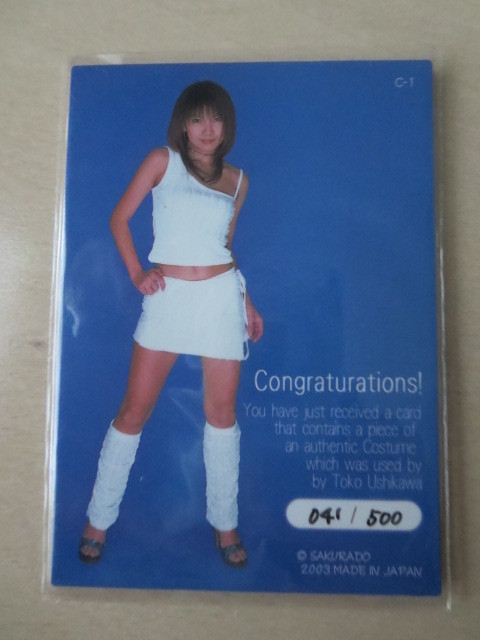 C-1
Congraturations!
You have just received a card
that contains a piece of
an authentic Costume
which was used by
by Toko Ushikawa
041 / 500
© SAKURADO
2003 MADE IN JAPAN